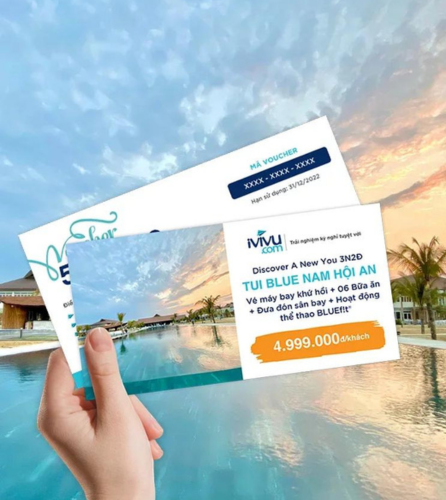 MÃ VOUCHER
XXXX - XXXX - XXXX
Hạn sử dụng: 31/12/2022
iVIVU
.com
Trải nghiệm kỳ nghỉ tuyệt vời
Discover A New You 3N2Đ
TUI BLUE NAM HỘI AN
Vé máy bay khứ hồi + 06 Bữa ăn
+ Đưa đón sân bay + Hoạt động
thể thao BLUEf!t*
4.999.000đ/khách